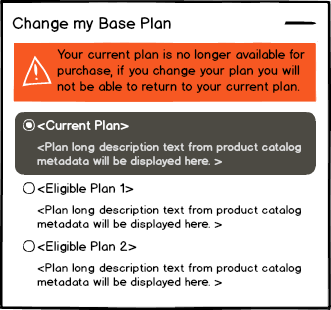 Change my Base Plan
Your current plan is no longer available for
purchase, if you change your plan you will
not be able to return to your current plan.
<Current Plan>
<Plan long description text from product catalog
metadata will be displayed here. >
<Eligible Plan 1>
<Plan long description text from product catalog
metadata will be displayed here. >
<Eligible Plan 2>
<Plan long description text from product catalog
metadata will be displayed here. >